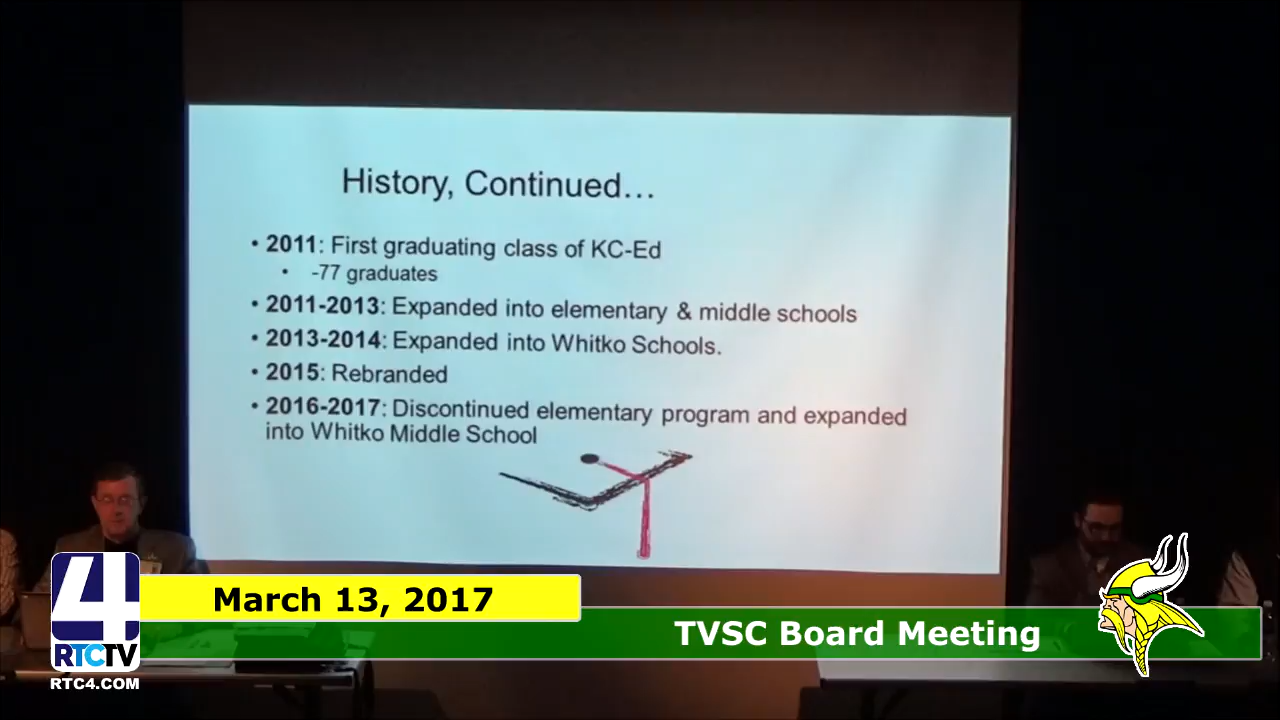 History, Continued…
• 2011: First graduating class of KC-Ed
• -77 graduates
• 2011-2013: Expanded into elementary & middle schools
• 2013-2014: Expanded into Whitko Schools.
• 2015: Rebranded
• 2016-2017: Discontinued elementary program and expanded
into Whitko Middle School
4
RTCTV
RTC4.COM
March 13, 2017
TVSC Board Meeting